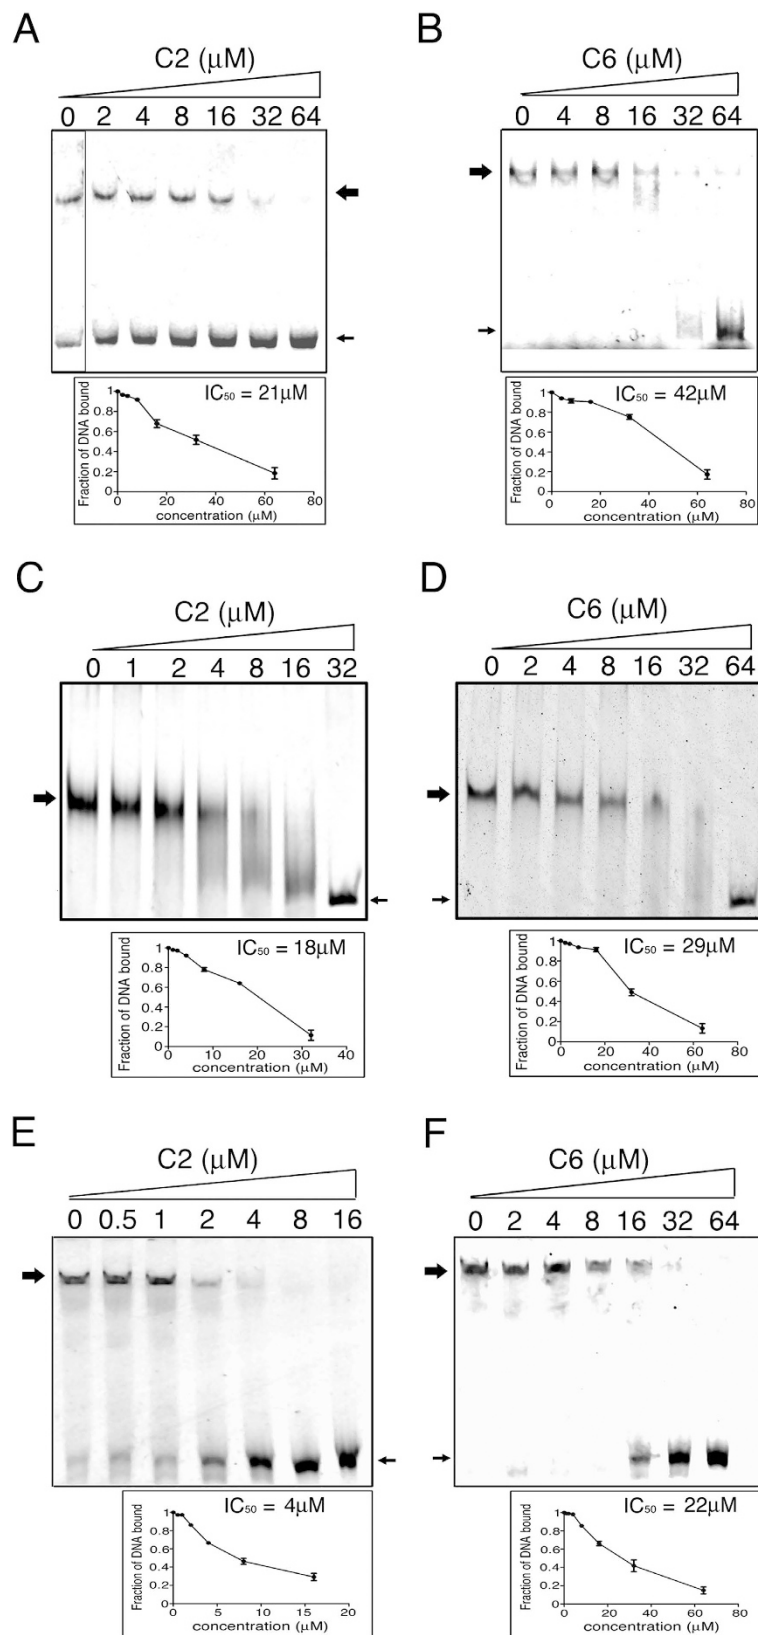 A
B
C2 (μM)
C6 (μM)
0 2 4 8 16 32 64
0 4 8 16 32 64
IC₅₀ = 21μM
Fraction of DNA bound
1
0.8
0.6
0.4
0.2
0 20 40 60 80
concentration (μM)
IC₅₀ = 42μM
Fraction of DNA bound
1
0.8
0.6
0.4
0.2
0 20 40 60 80
concentration (μM)
C
D
C2 (μM)
C6 (μM)
0 1 2 4 8 16 32
0 2 4 8 16 32 64
IC₅₀ = 18μM
Fraction of DNA bound
1
0.8
0.6
0.4
0.2
0
0 10 20 30 40
concentration (μM)
IC₅₀ = 29μM
Fraction of DNA bound
1
0.8
0.6
0.4
0.2
0
0 20 40 60 80
concentration (μM)
E
F
C2 (μM)
C6 (μM)
0 0.5 1 2 4 8 16
0 2 4 8 16 32 64
IC₅₀ = 4μM
Fraction of DNA bound
1
0.8
0.6
0.4
0.2
0
0 5 10 15 20
concentration (μM)
IC₅₀ = 22μM
Fraction of DNA bound
1
0.8
0.6
0.4
0.2
0
0 20 40 60 80
concentration (μM)